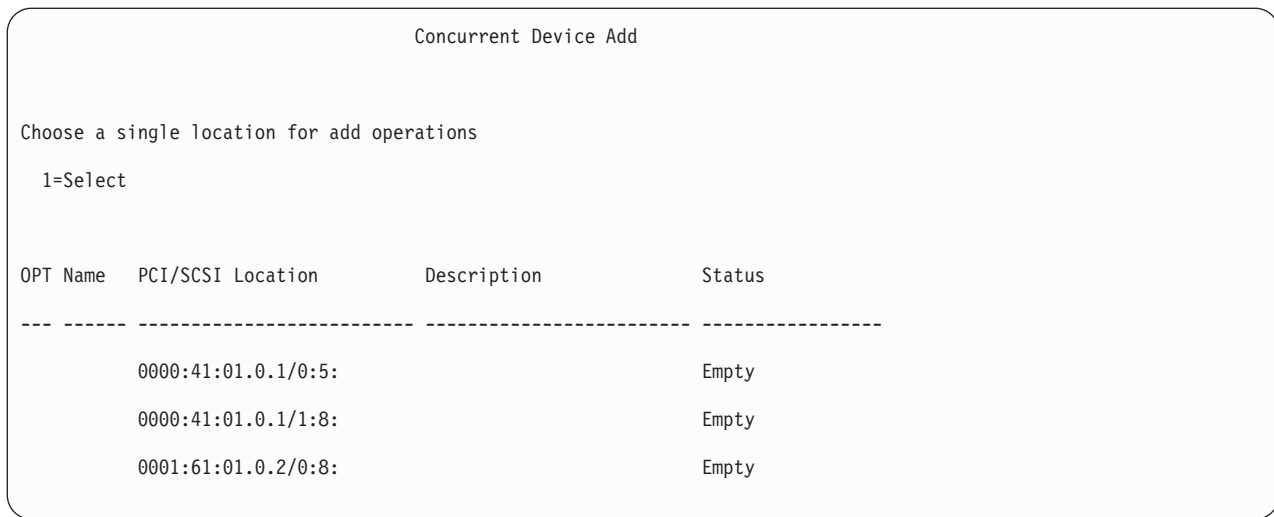 Concurrent Device Add
Choose a single location for add operations
1=Select
OPT Name   PCI/SCSI Location          Description               Status
--- ------ -------------------------- ------------------------- -----------------
0000:41:01.0.1/0:5:                                  Empty
0000:41:01.0.1/1:8:                                  Empty
0001:61:01.0.2/0:8:                                  Empty